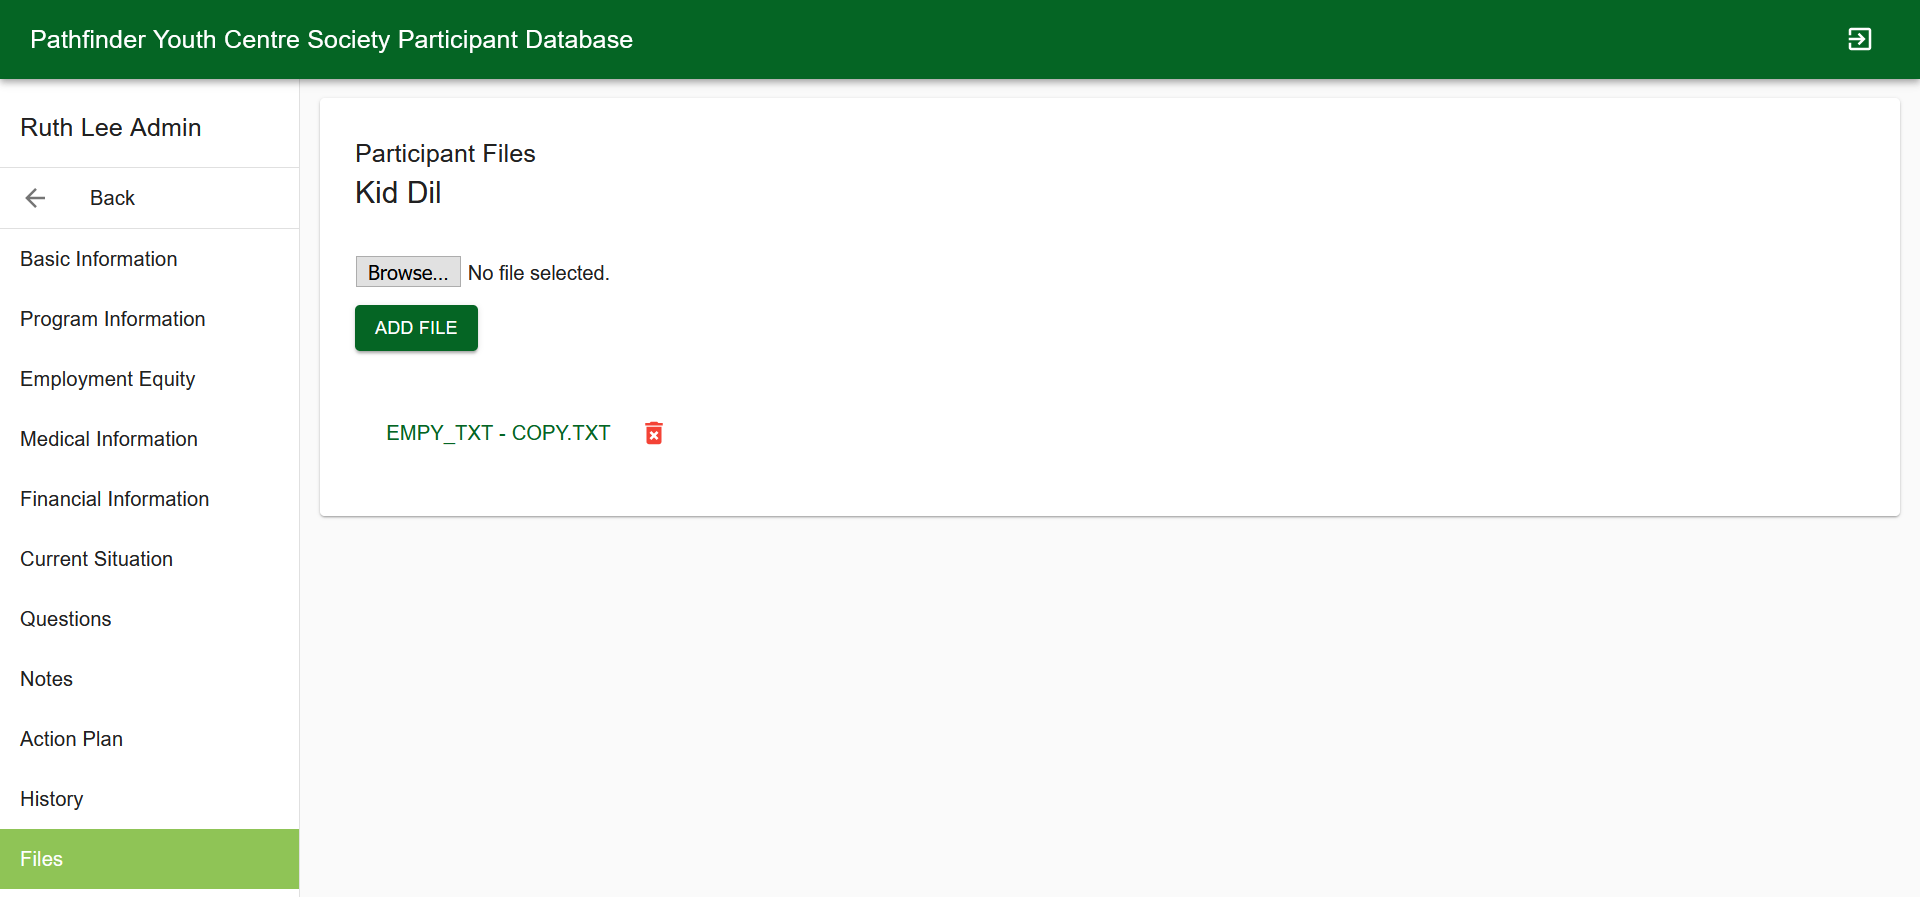 Pathfinder Youth Centre Society Participant Database
Ruth Lee Admin
Back
Basic Information
Program Information
Employment Equity
Medical Information
Financial Information
Current Situation
Questions
Notes
Action Plan
History
Files
Participant Files
Kid Dil
Browse... No file selected.
ADD FILE
EMPY_TXT - COPY.TXT